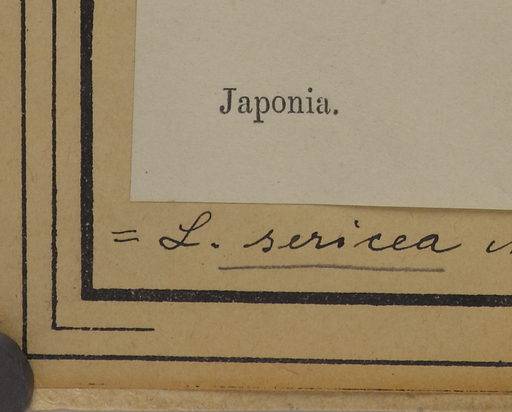 Japonia.
= L. sericea